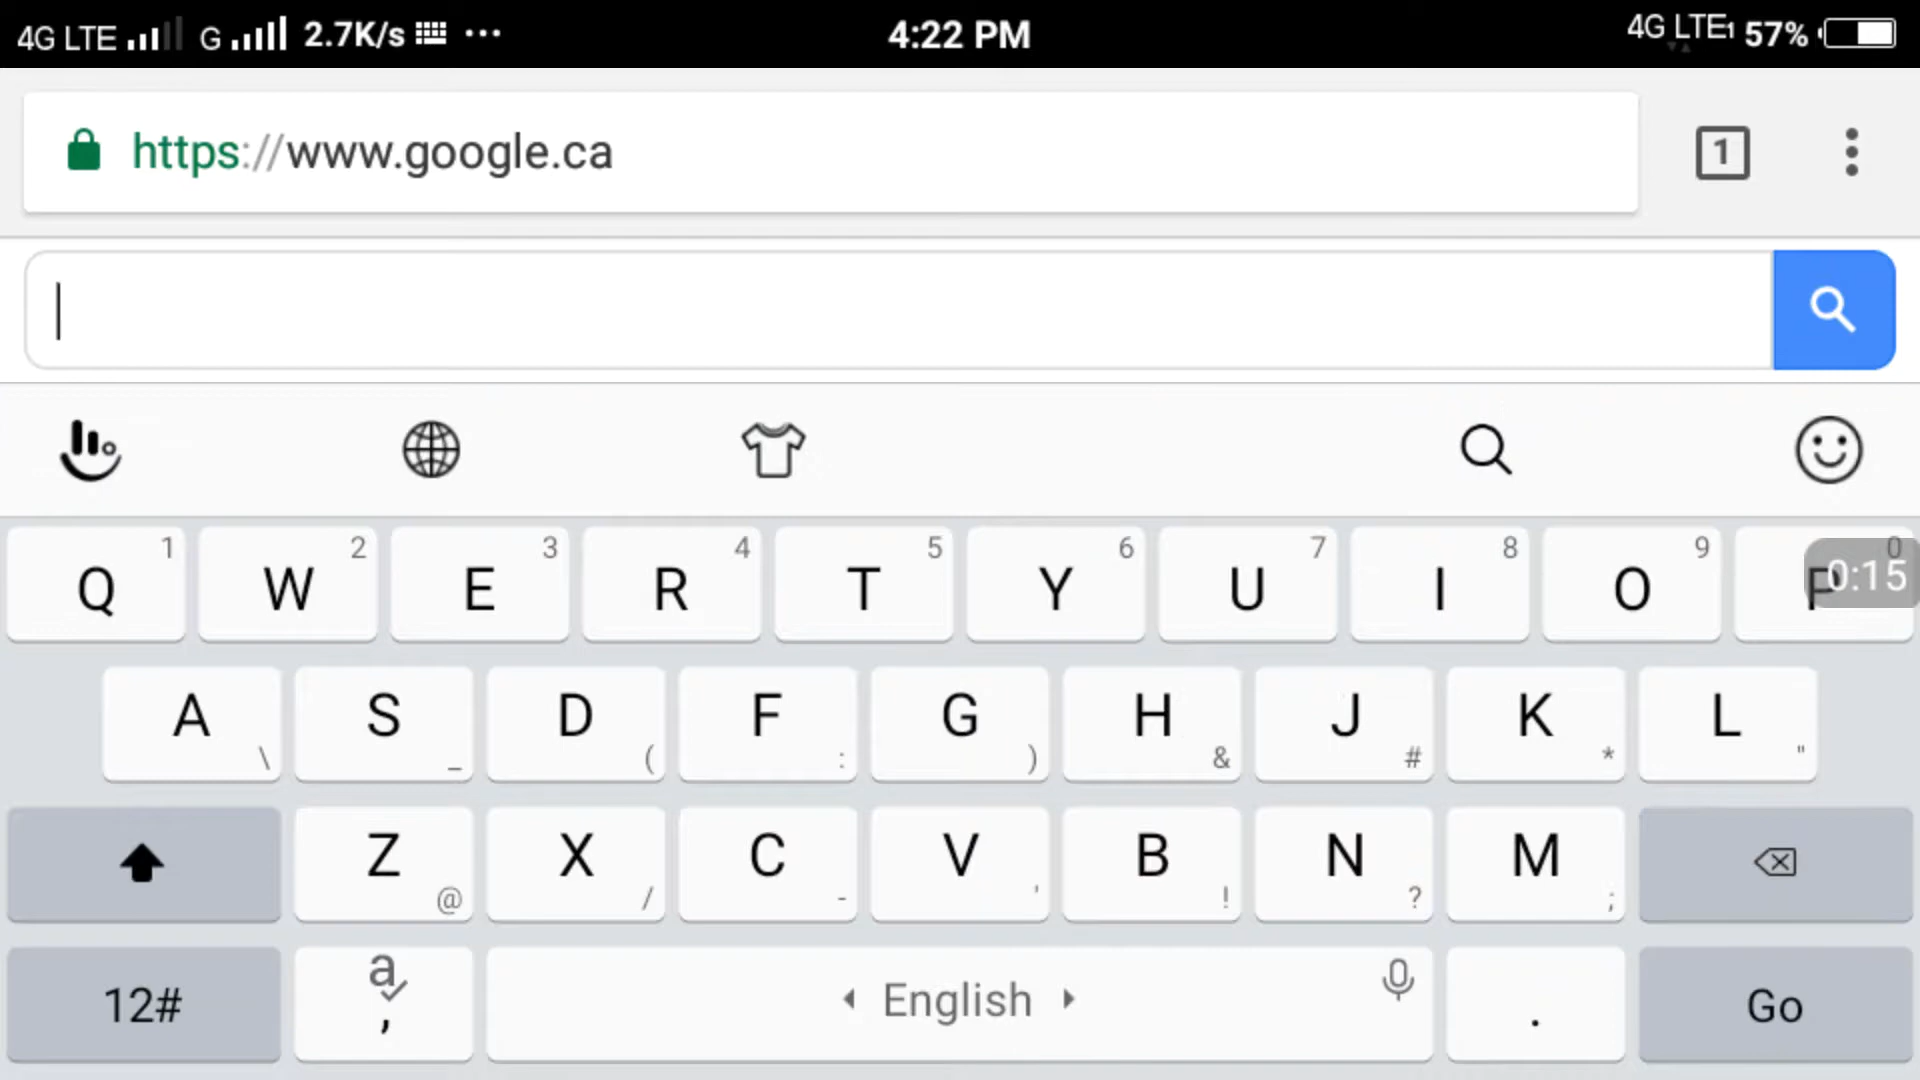 4G LTE G 2.7K/s ... 4:22 PM 4G LTE1 57%
https://www.google.ca 1
1 2 3 4 5 6 7 8 9 0
Q W E R T Y U I O P 0:15
A S D F G H J K L
\ _ ( : ) & # * "
Z X C V B N M
@ / - ' ! ? ;
12# a , English . Go